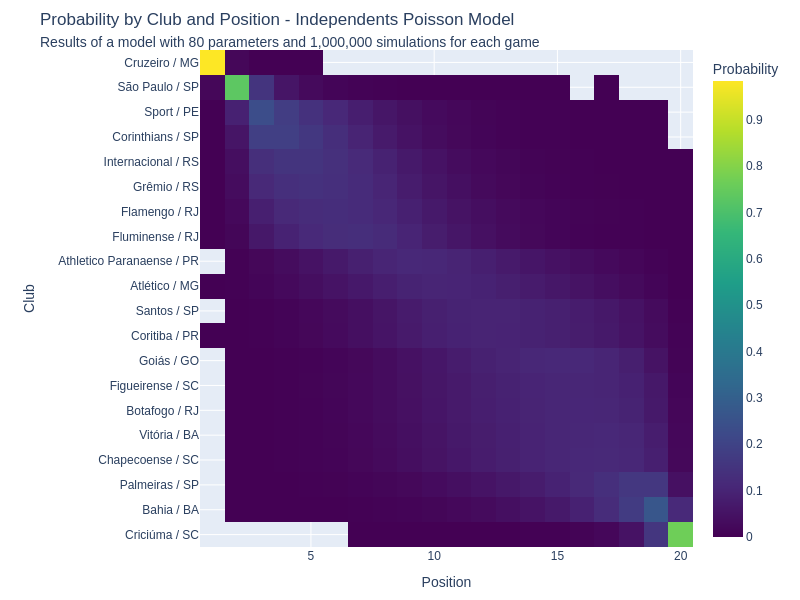 Probability by Club and Position - Independents Poisson Model
Results of a model with 80 parameters and 1,000,000 simulations for each game
Probability
Club
Cruzeiro / MG
São Paulo / SP
Sport / PE
Corinthians / SP
Internacional / RS
Grêmio / RS
Flamengo / RJ
Fluminense / RJ
Athletico Paranaense / PR
Atlético / MG
Santos / SP
Coritiba / PR
Goiás / GO
Figueirense / SC
Botafogo / RJ
Vitória / BA
Chapecoense / SC
Palmeiras / SP
Bahia / BA
Criciúma / SC
5 10 15 20
Position
0.9
0.8
0.7
0.6
0.5
0.4
0.3
0.2
0.1
0